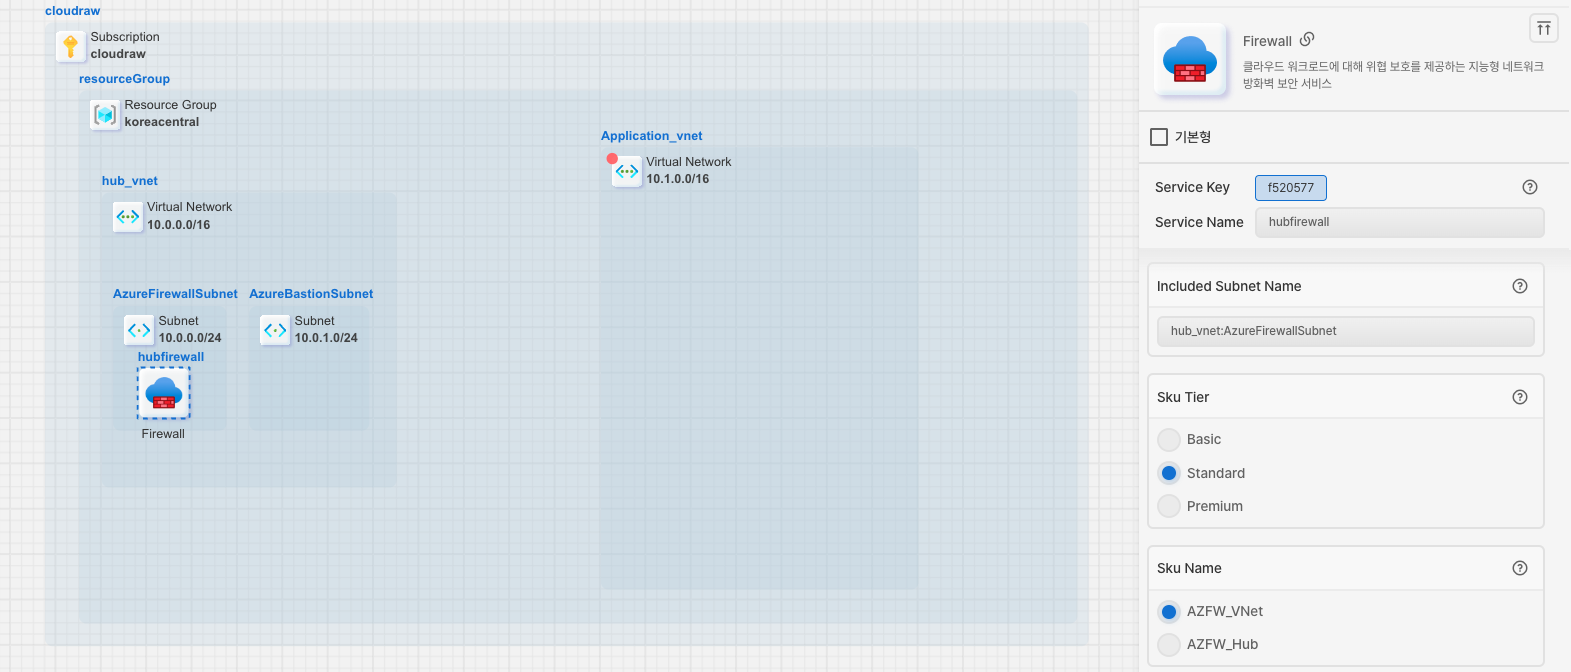 cloudraw
Subscription
cloudraw
resourceGroup
Resource Group
koreacentral
hub_vnet
Virtual Network
10.0.0.0/16
AzureFirewallSubnet
Subnet
10.0.0.0/24
hubfirewall
Firewall
AzureBastionSubnet
Subnet
10.0.1.0/24
Application_vnet
Virtual Network
10.1.0.0/16
Firewall
클라우드 워크로드에 대해 위협 보호를 제공하는 지능형 네트워크
방화벽 보안 서비스
기본형
Service Key f520577
Service Name hubfirewall
Included Subnet Name
hub_vnet:AzureFirewallSubnet
Sku Tier
Basic
Standard
Premium
Sku Name
AZFW_VNet
AZFW_Hub